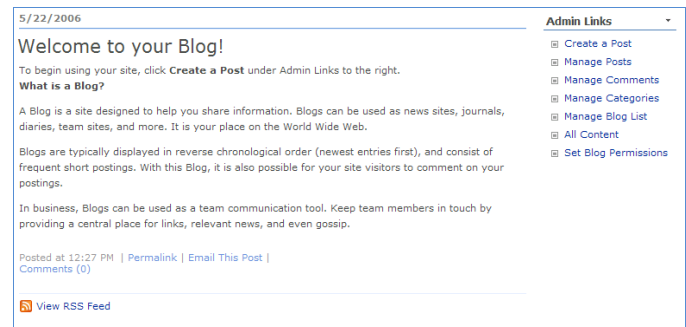 5/22/2006
Welcome to your Blog!
To begin using your site, click Create a Post under Admin Links to the right.
What is a Blog?
A Blog is a site designed to help you share information. Blogs can be used as news sites, journals,
diaries, team sites, and more. It is your place on the World Wide Web.
Blogs are typically displayed in reverse chronological order (newest entries first), and consist of
frequent short postings. With this Blog, it is also possible for your site visitors to comment on your
postings.
In business, Blogs can be used as a team communication tool. Keep team members in touch by
providing a central place for links, relevant news, and even gossip.
Posted at 12:27 PM | Permalink | Email This Post |
Comments (0)
View RSS Feed
Admin Links
Create a Post
Manage Posts
Manage Comments
Manage Categories
Manage Blog List
All Content
Set Blog Permissions